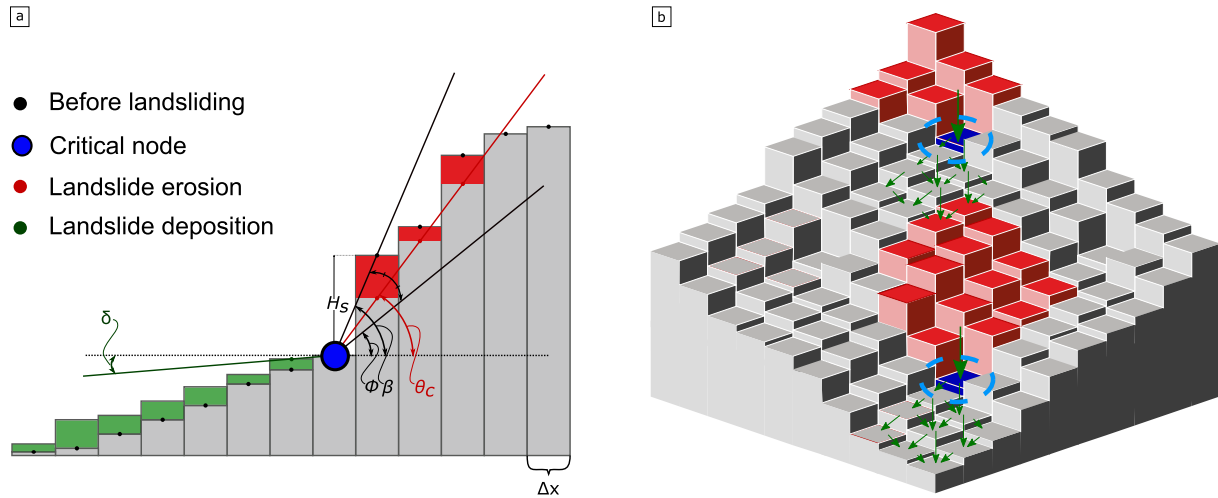 a
Before landsliding
Critical node
Landslide erosion
Landslide deposition
Hs
δ
Φ β θc
Δx
b